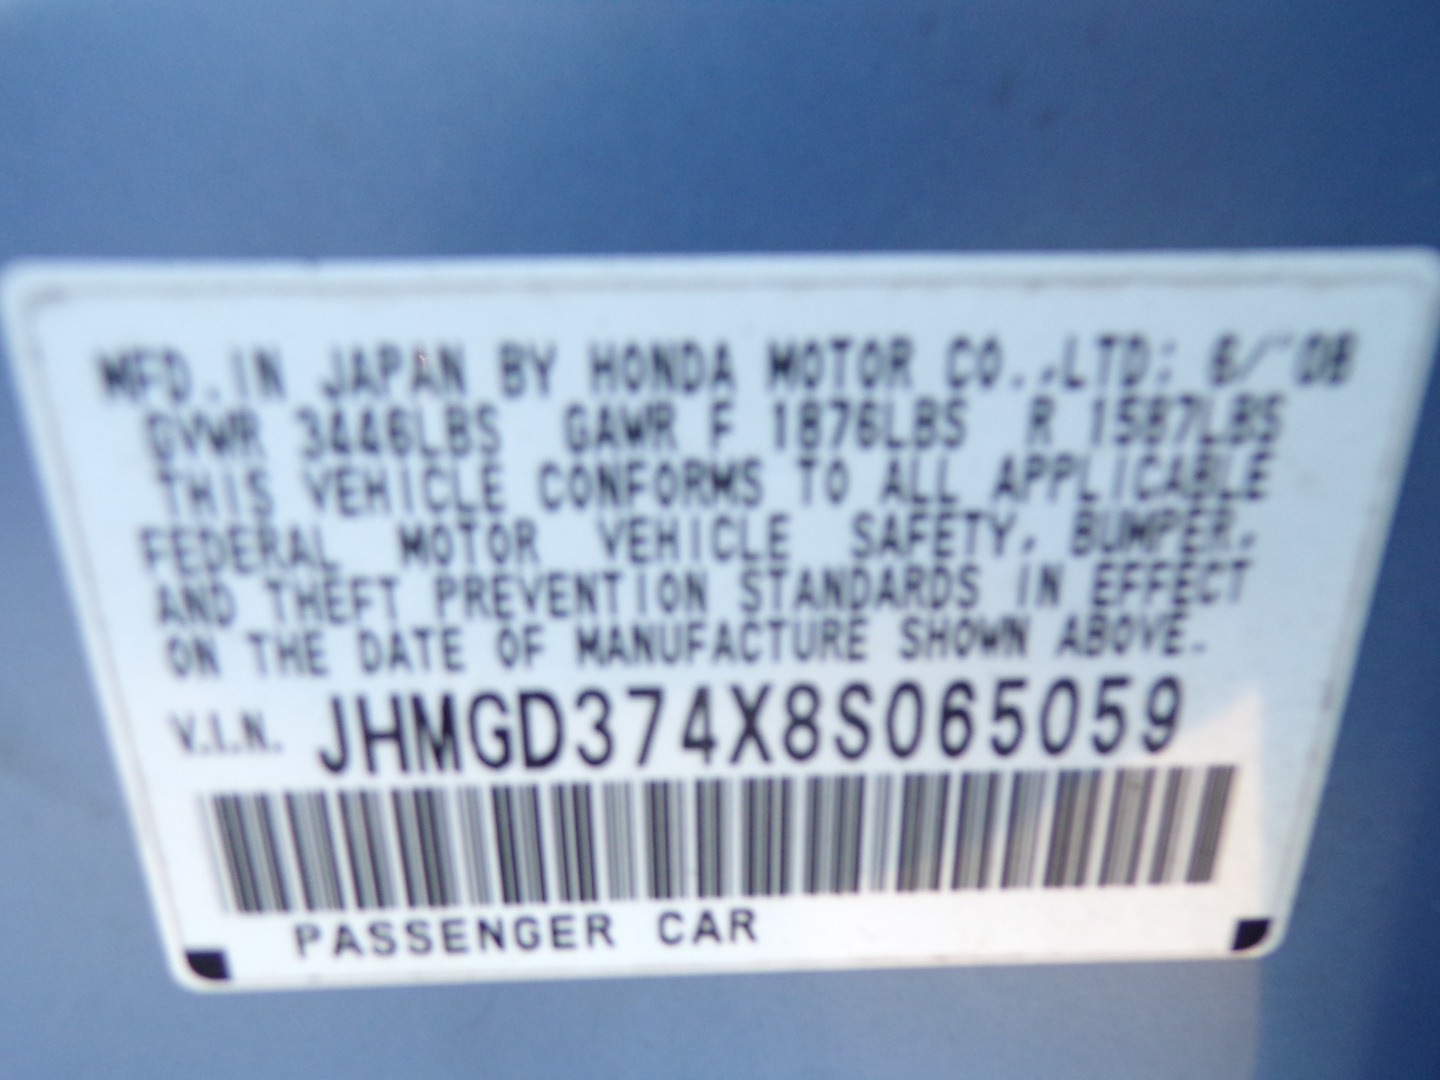 MFD. IN JAPAN BY HONDA MOTOR CO.,LTD: 6/'08
GVWR 3446LBS GAWR F 1876LBS R 1587LBS
THIS VEHICLE CONFORMS TO ALL APPLICABLE
FEDERAL MOTOR VEHICLE SAFETY, BUMPER,
AND THEFT PREVENTION STANDARDS IN EFFECT
ON THE DATE OF MANUFACTURE SHOWN ABOVE.
V.I.N. JHMGD374X8S065059
PASSENGER CAR